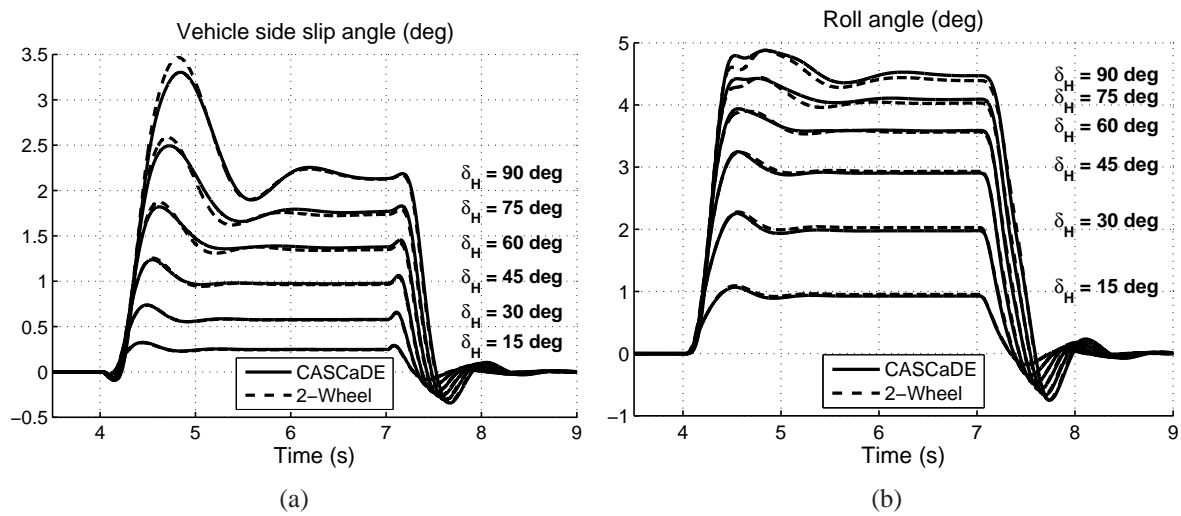 Vehicle side slip angle (deg)
3.5
3
2.5
2
1.5
1
0.5
0
−0.5
4
5
6
7
8
9
Time (s)
δH = 90 deg
δH = 75 deg
δH = 60 deg
δH = 45 deg
δH = 30 deg
δH = 15 deg
CASCaDE
2−Wheel
(a)
Roll angle (deg)
5
4
3
2
1
0
−1
4
5
6
7
8
9
Time (s)
δH = 90 deg
δH = 75 deg
δH = 60 deg
δH = 45 deg
δH = 30 deg
δH = 15 deg
CASCaDE
2−Wheel
(b)